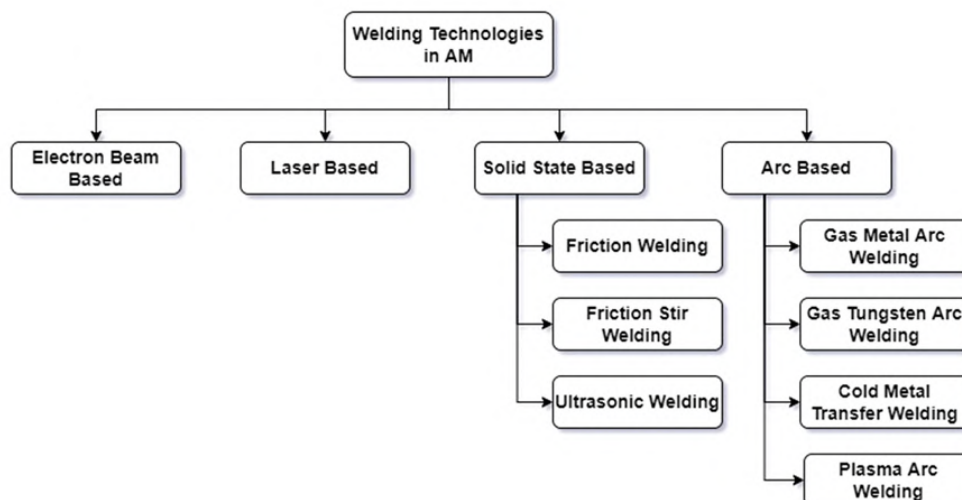 Welding Technologies
in AM
Electron Beam
Based
Laser Based
Solid State Based
Arc Based
Friction Welding
Friction Stir
Welding
Ultrasonic Welding
Gas Metal Arc
Welding
Gas Tungsten Arc
Welding
Cold Metal
Transfer Welding
Plasma Arc
Welding